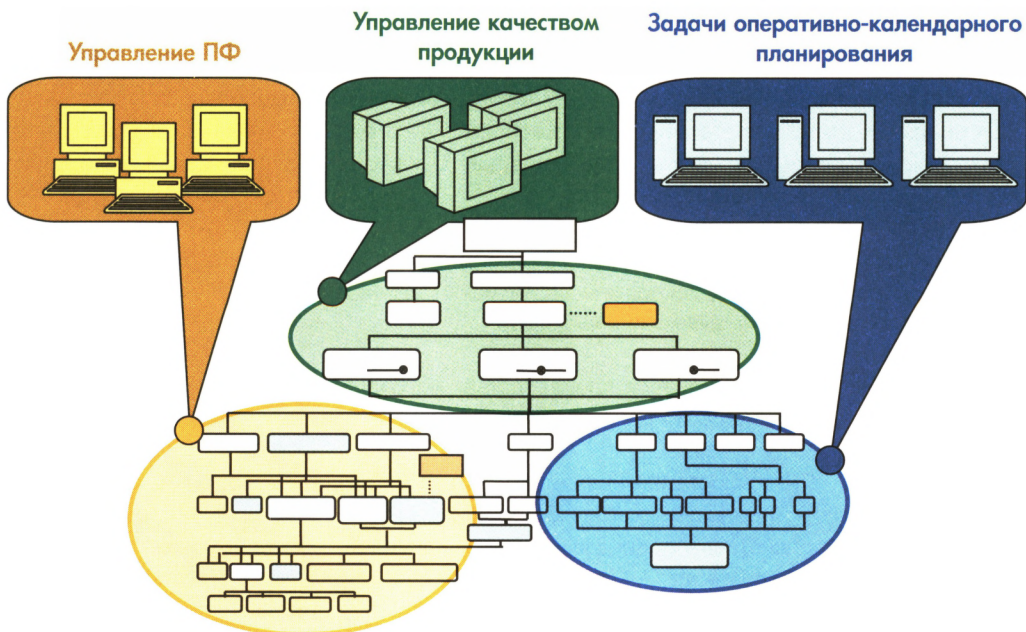 Управление ПФ
Управление качеством
продукции
Задачи оперативно-календарного
планирования